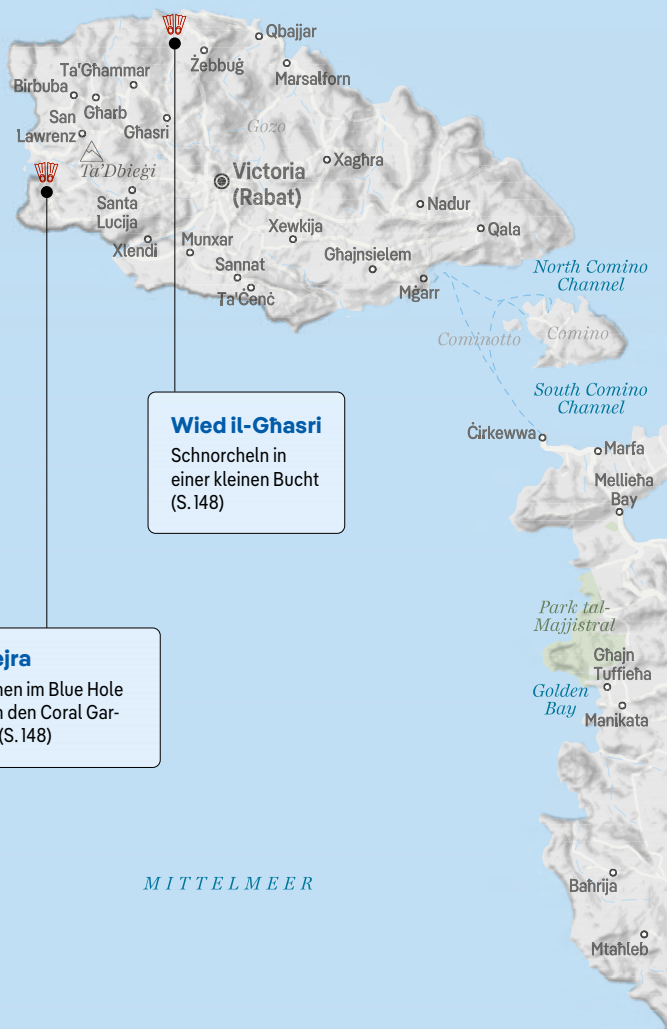 Qbajjar
Żebbuġ
Marsalforn
Ta'Għammar
Birbuba
Għarb
San
Lawrenz
Għasri
Gozo
Ta'Dbieġi
Xagħra
Victoria
(Rabat)
Santa
Lucija
Nadur
Xewkija
Qala
Xlendi
Munxar
Għajnsielem
Sannat
Ta'Ċenċ
Mġarr
North Comino
Channel
Cominotto
Comino
South Comino
Channel
Wied il-Għasri
Schnorcheln in
einer kleinen Bucht
(S. 148)
Ċirkewwa
Marfa
Mellieħa
Bay
Park tal-
Majjistral
Għajn
Tuffieħa
Golden
Bay
Manikata
ejra
hen im Blue Hole
n den Coral Gar-
(S. 148)
MITTELMEER
Baħrija
Mtaħleb